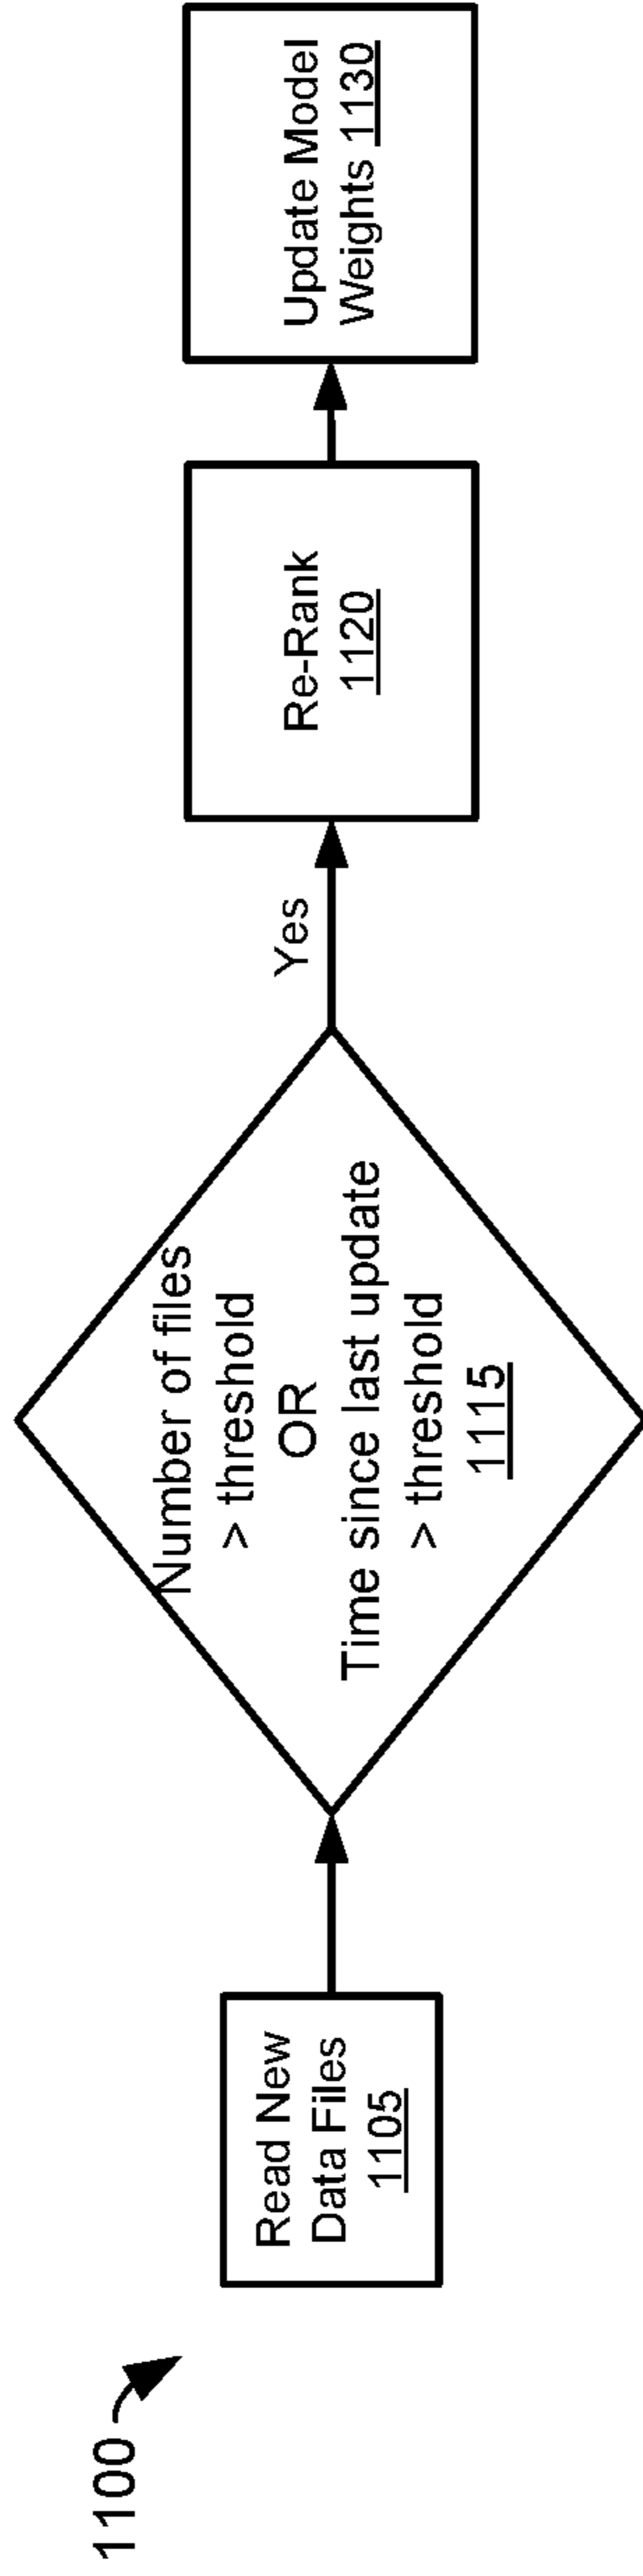 1100
Read New
Data Files
1105
Number of files
> threshold
OR
Time since last update
> threshold
1115
Yes
Re-Rank
1120
Update Model
Weights 1130